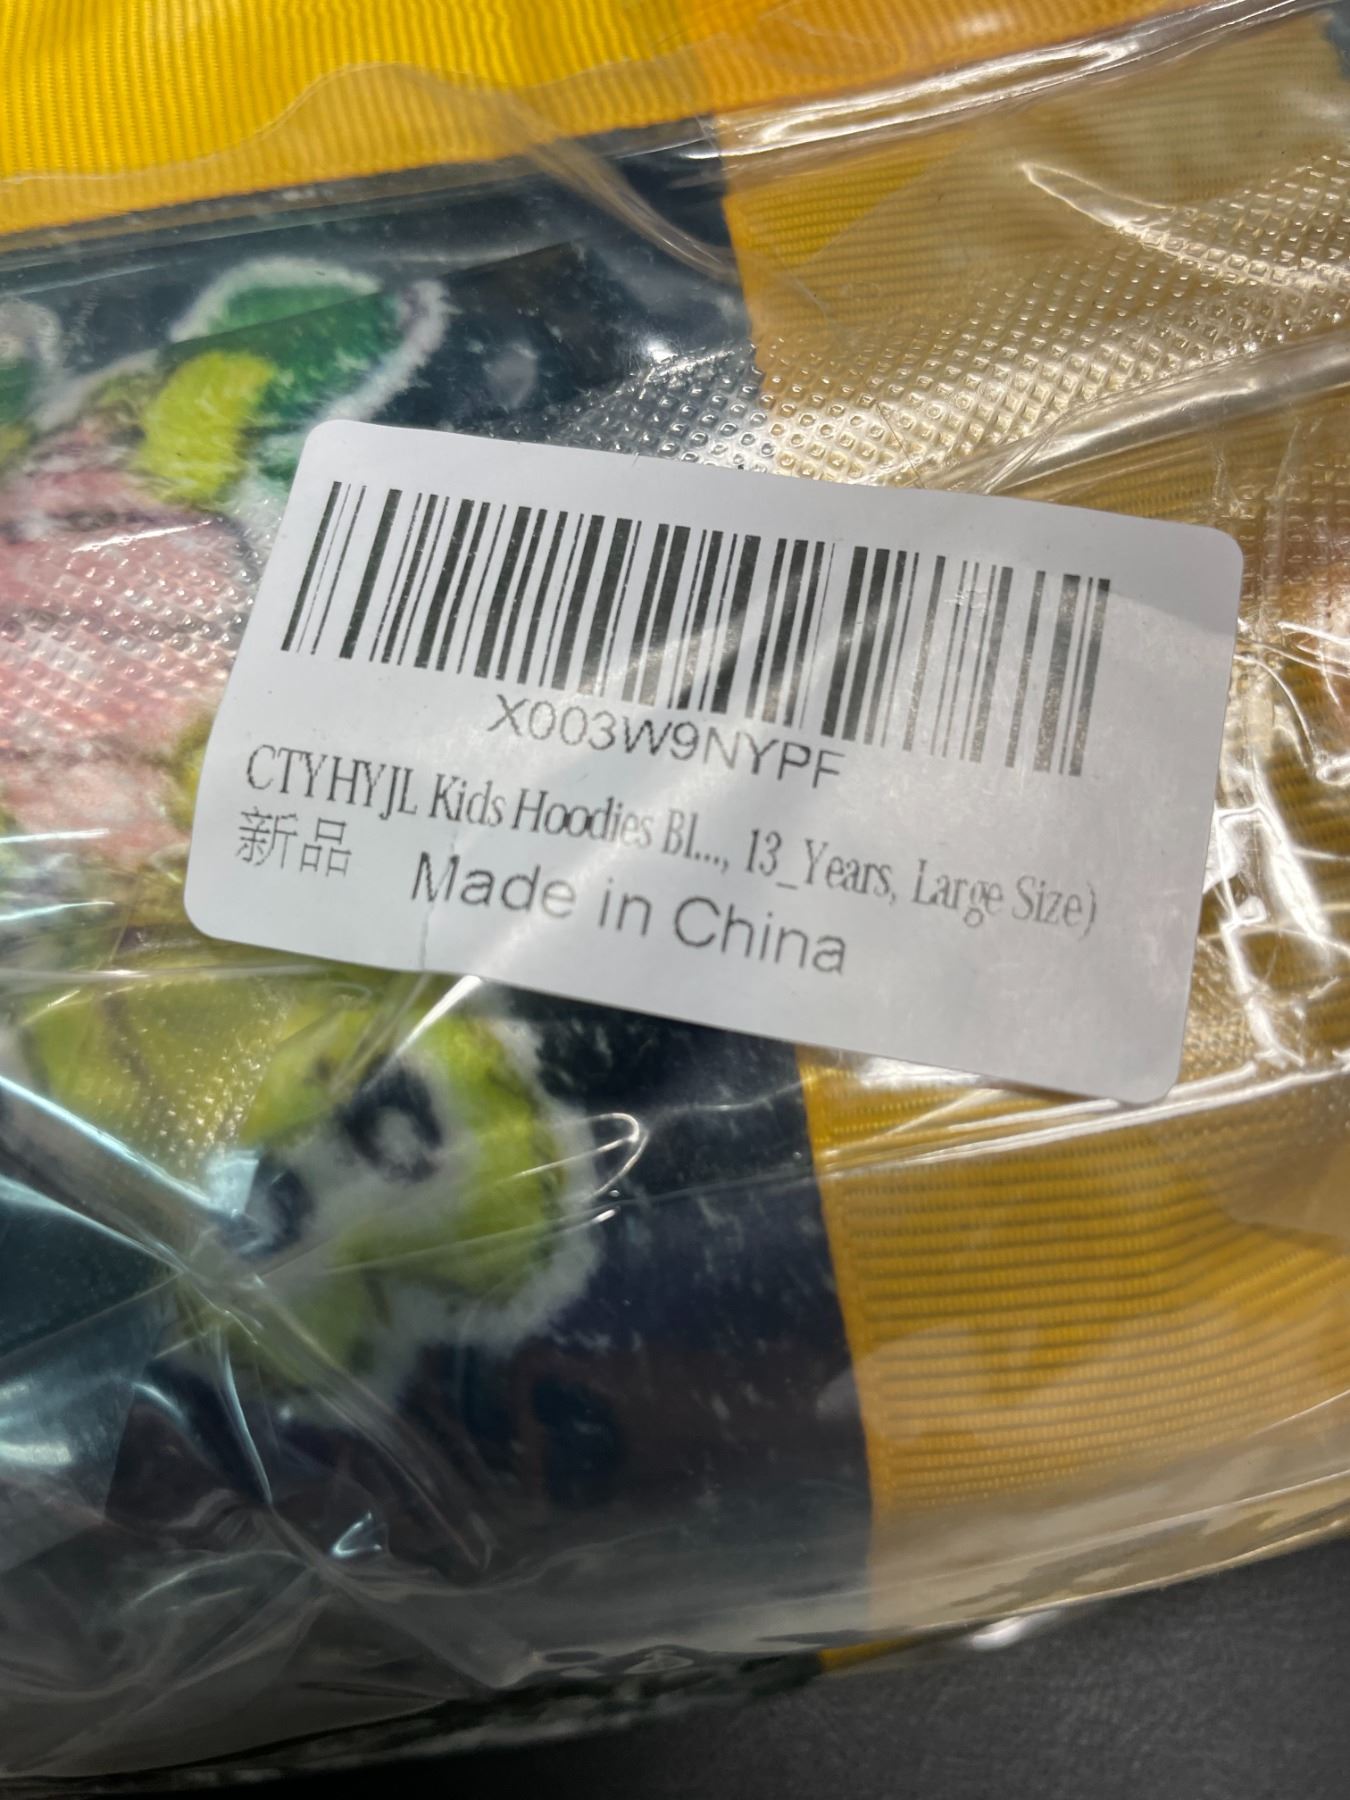 X003W9NYPF
CTYHYJL Kids Hoodies Bl..., 13_Years, Large Size)
新品
Made in China